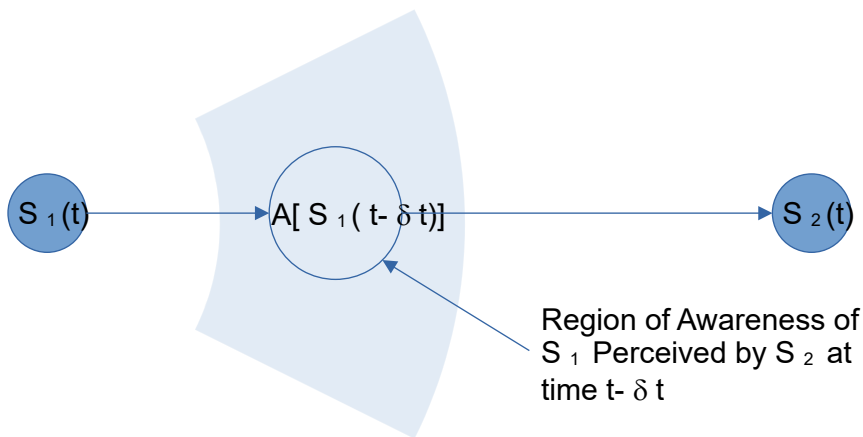 S ₁ (t)
A[ S ₁ ( t- δ t)]
S ₂ (t)
Region of Awareness of
S ₁ Perceived by S ₂ at
time t- δ t